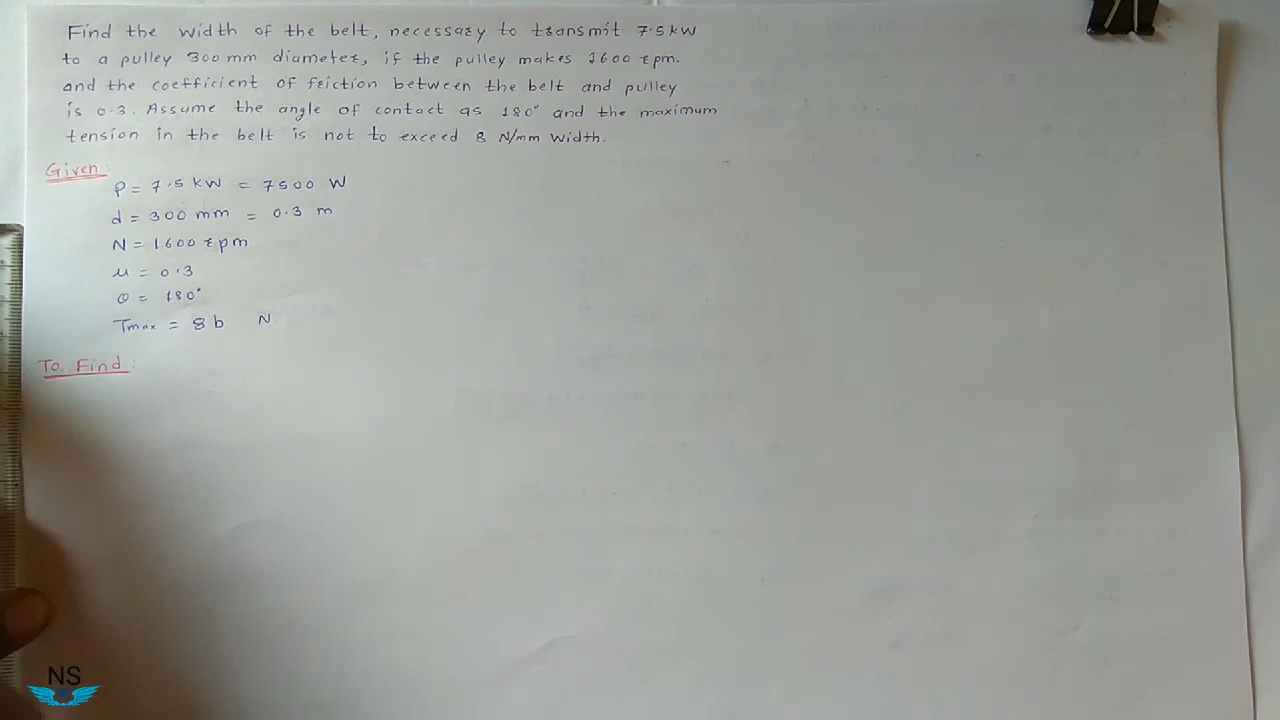 Find the width of the belt, necessary to transmit 7.5 kW
to a pulley 300 mm diameter, if the pulley makes 1600 rpm.
and the coefficient of friction between the belt and pulley
is 0.3. Assume the angle of contact as 180° and the maximum
tension in the belt is not to exceed 8 N/mm width.
Given:
P = 7.5 kW = 7500 W
d = 300 mm = 0.3 m
N = 1600 rpm
μ = 0.3
θ = 180°
Tmax = 8b N
To Find:
NS